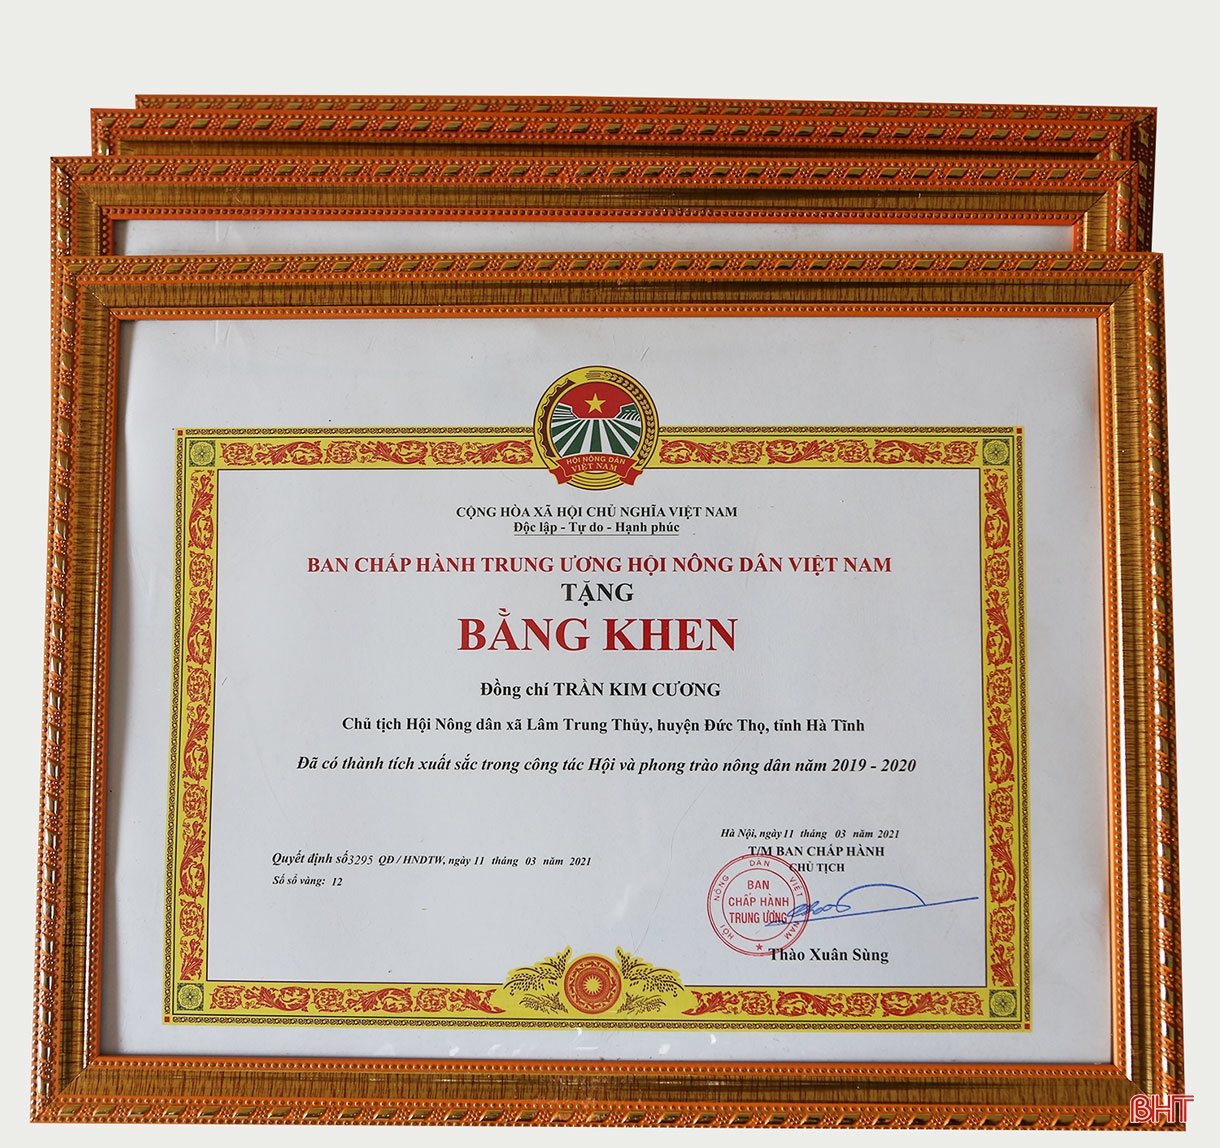 HỘI NÔNG DÂN
VIỆT NAM
CỘNG HÒA XÃ HỘI CHỦ NGHĨA VIỆT NAM
Độc lập - Tự do - Hạnh phúc
BAN CHẤP HÀNH TRUNG ƯƠNG HỘI NÔNG DÂN VIỆT NAM
TẶNG
BẰNG KHEN
Đồng chí TRẦN KIM CƯƠNG
Chủ tịch Hội Nông dân xã Lâm Trung Thủy, huyện Đức Thọ, tỉnh Hà Tĩnh
Đã có thành tích xuất sắc trong công tác Hội và phong trào nông dân năm 2019 - 2020
Hà Nội, ngày 11 tháng 03 năm 2021
T/M BAN CHẤP HÀNH
CHỦ TỊCH
Quyết định số 3295 QĐ / HNDTW, ngày 11 tháng 03 năm 2021
Số sổ vàng: 12
HỘI NÔNG DÂN VIỆT NAM
BAN
CHẤP HÀNH
TRUNG ƯƠNG
Thào Xuân Sùng
BHT